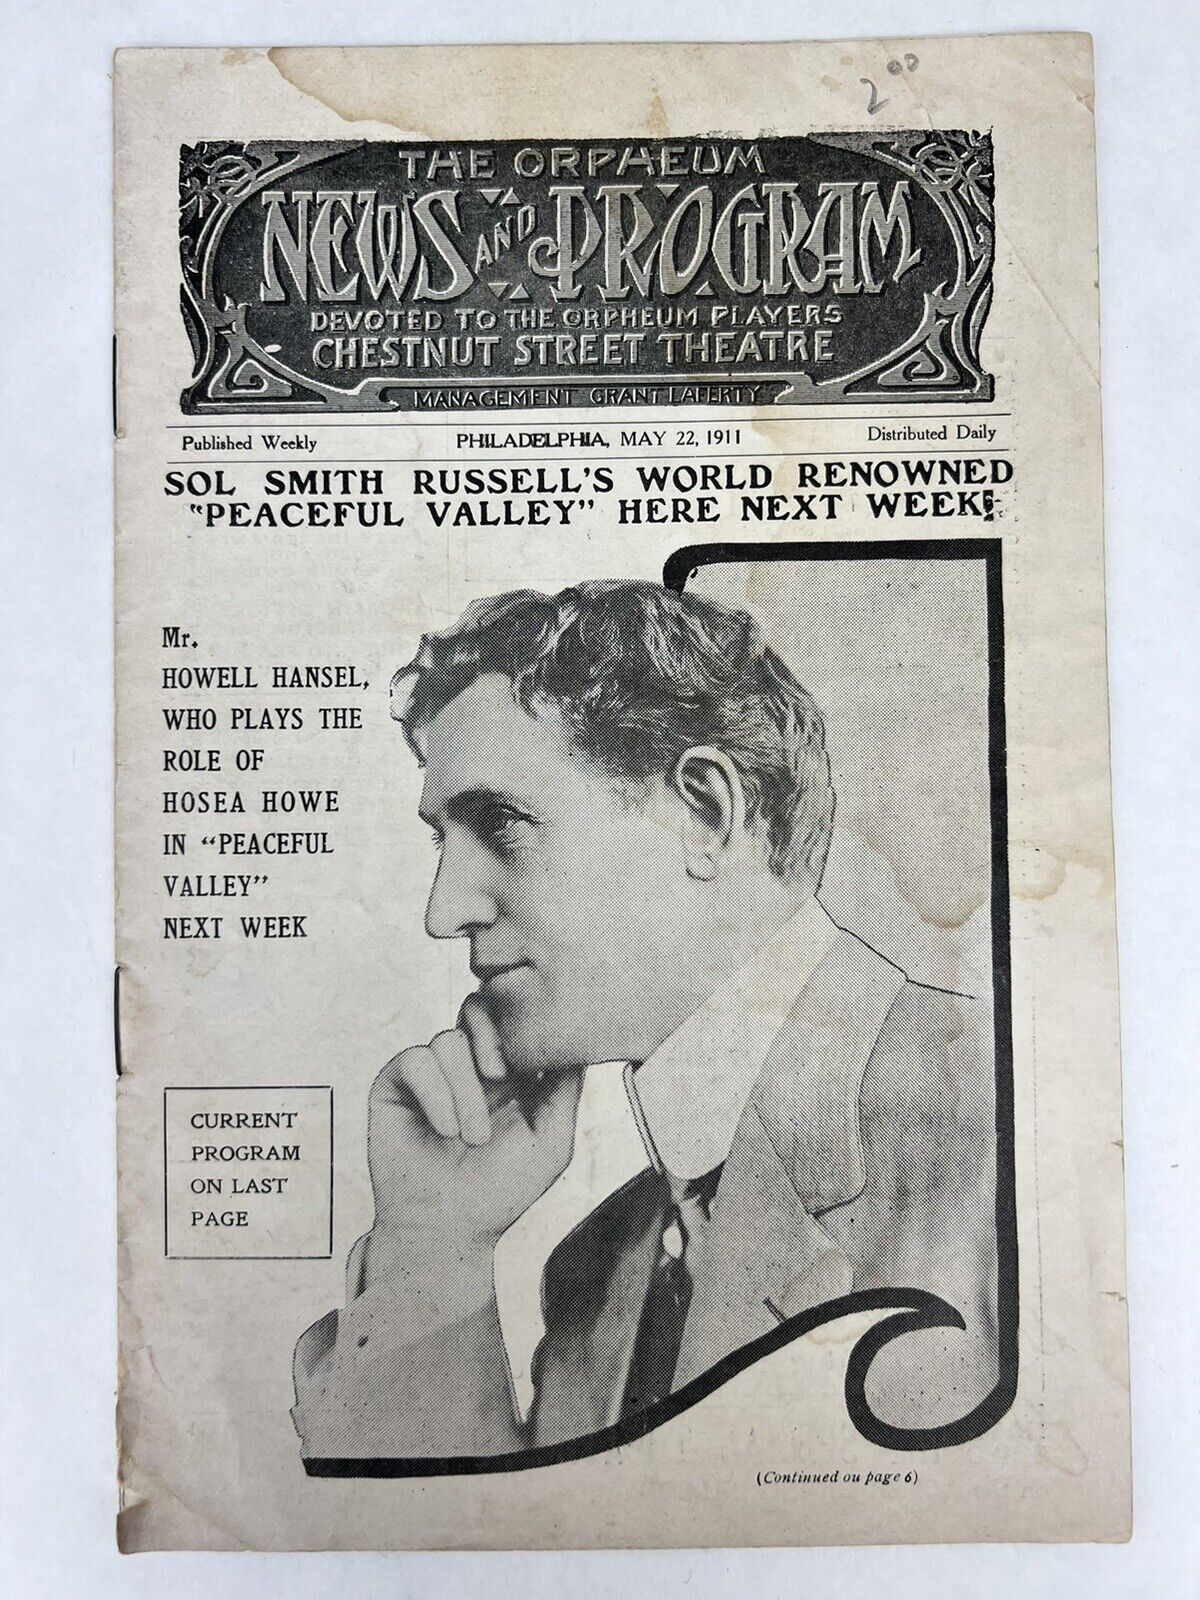 2 00
THE ORPHEUM
NEWS AND PROGRAM
DEVOTED TO THE ORPHEUM PLAYERS
CHESTNUT STREET THEATRE
MANAGEMENT GRANT LAFERTY
Published Weekly PHILADELPHIA, MAY 22, 1911 Distributed Daily
SOL SMITH RUSSELL'S WORLD RENOWNED
"PEACEFUL VALLEY" HERE NEXT WEEK!
Mr.
HOWELL HANSEL,
WHO PLAYS THE
ROLE OF
HOSEA HOWE
IN "PEACEFUL
VALLEY"
NEXT WEEK
CURRENT
PROGRAM
ON LAST
PAGE
(Continued ou page 6)